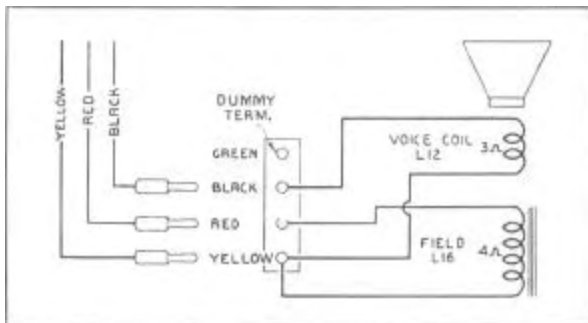 YELLOW
RED
BLACK
DUMMY
TERM.
GREEN
BLACK
RED
YELLOW
VOICE COIL
L12
3Ω
FIELD
L16
4Ω